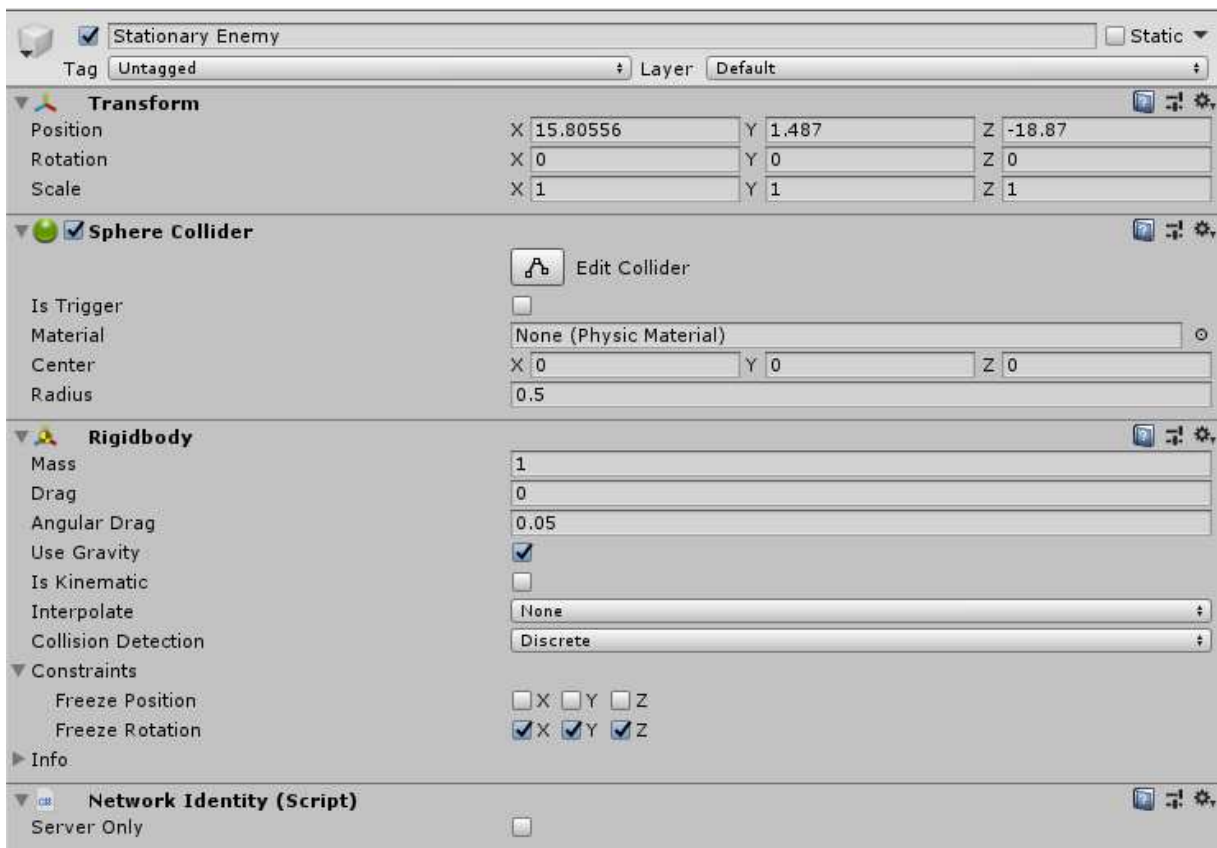 Stationary Enemy Static
Tag Untagged Layer Default
Transform
Position X 15.80556 Y 1.487 Z -18.87
Rotation X 0 Y 0 Z 0
Scale X 1 Y 1 Z 1
Sphere Collider
Edit Collider
Is Trigger
Material None (Physic Material)
Center X 0 Y 0 Z 0
Radius 0.5
Rigidbody
Mass 1
Drag 0
Angular Drag 0.05
Use Gravity
Is Kinematic
Interpolate None
Collision Detection Discrete
Constraints
Freeze Position X Y Z
Freeze Rotation X Y Z
Info
Network Identity (Script)
Server Only